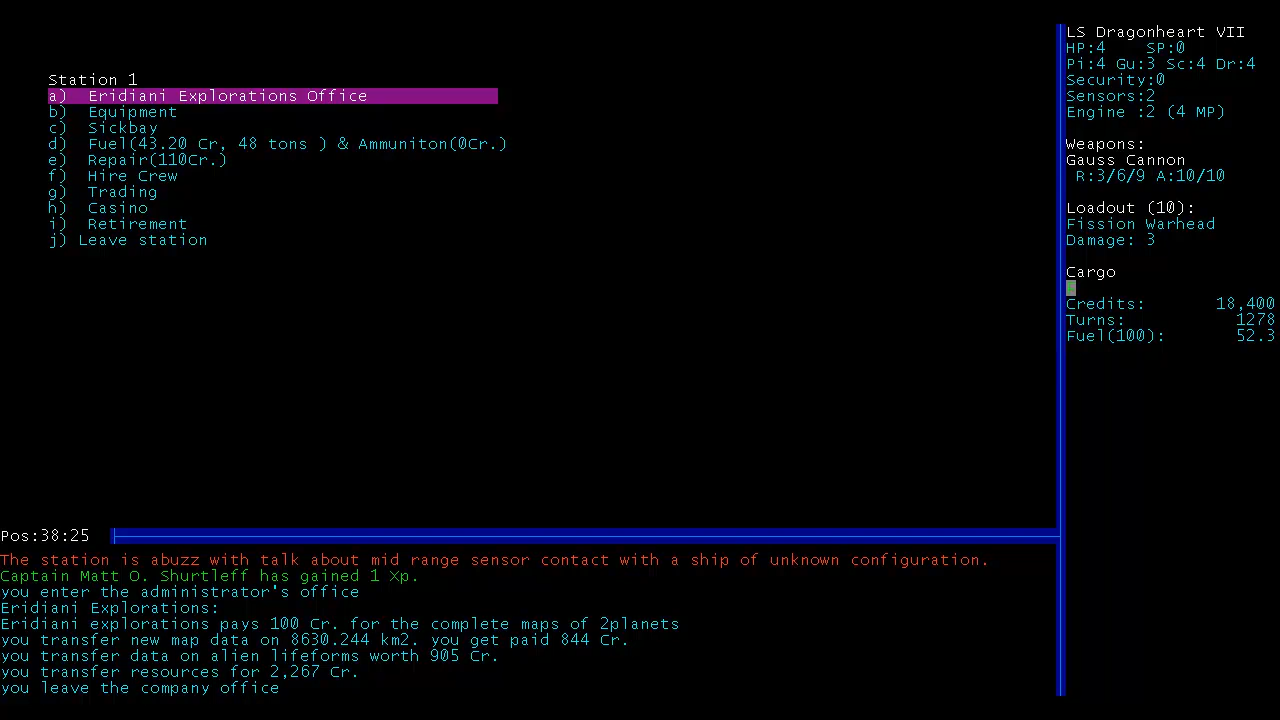 Station 1
a) Eridiani Explorations Office
b) Equipment
c) Sickbay
d) Fuel(43.20 Cr, 48 tons ) & Ammuniton(0Cr.)
e) Repair(110Cr.)
f) Hire Crew
g) Trading
h) Casino
i) Retirement
j) Leave station
LS Dragonheart VII
HP:4 SP:0
Pi:4 Gu:3 Sc:4 Dr:4
Security:0
Sensors:2
Engine :2 (4 MP)
Weapons:
Gauss Cannon
R:3/6/9 A:10/10
Loadout (10):
Fission Warhead
Damage: 3
Cargo
Credits: 18,400
Turns: 1278
Fuel(100): 52.3
Pos:38:25
The station is abuzz with talk about mid range sensor contact with a ship of unknown configuration.
Captain Matt O. Shurtleff has gained 1 Xp.
you enter the administrator's office
Eridiani Explorations:
Eridiani explorations pays 100 Cr. for the complete maps of 2planets
you transfer new map data on 8630.244 km2. you get paid 844 Cr.
you transfer data on alien lifeforms worth 905 Cr.
you transfer resources for 2,267 Cr.
you leave the company office